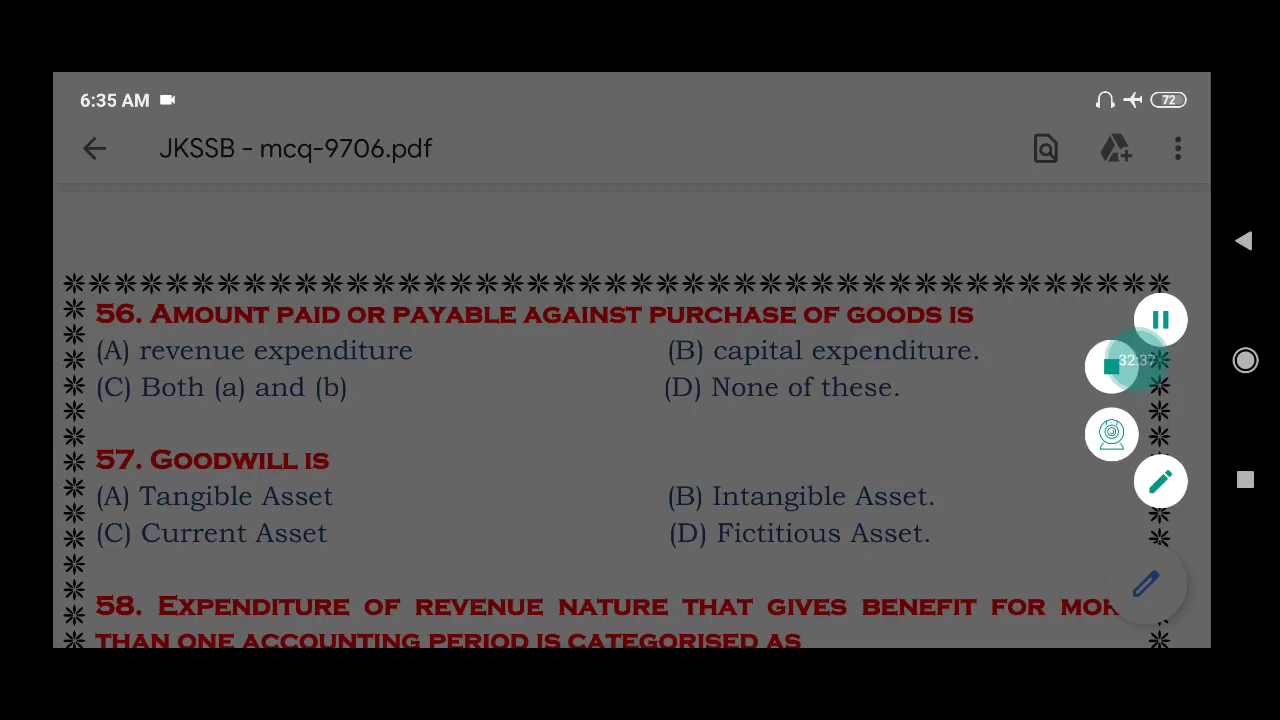 6:35 AM 72
JKSSB - mcq-9706.pdf
56. AMOUNT PAID OR PAYABLE AGAINST PURCHASE OF GOODS IS
(A) revenue expenditure (B) capital expenditure.
32:37
(C) Both (a) and (b) (D) None of these.
57. GOODWILL IS
(A) Tangible Asset (B) Intangible Asset.
(C) Current Asset (D) Fictitious Asset.
58. EXPENDITURE OF REVENUE NATURE THAT GIVES BENEFIT FOR
THAN ONE ACCOUNTING PERIOD IS CATEGORISED AS